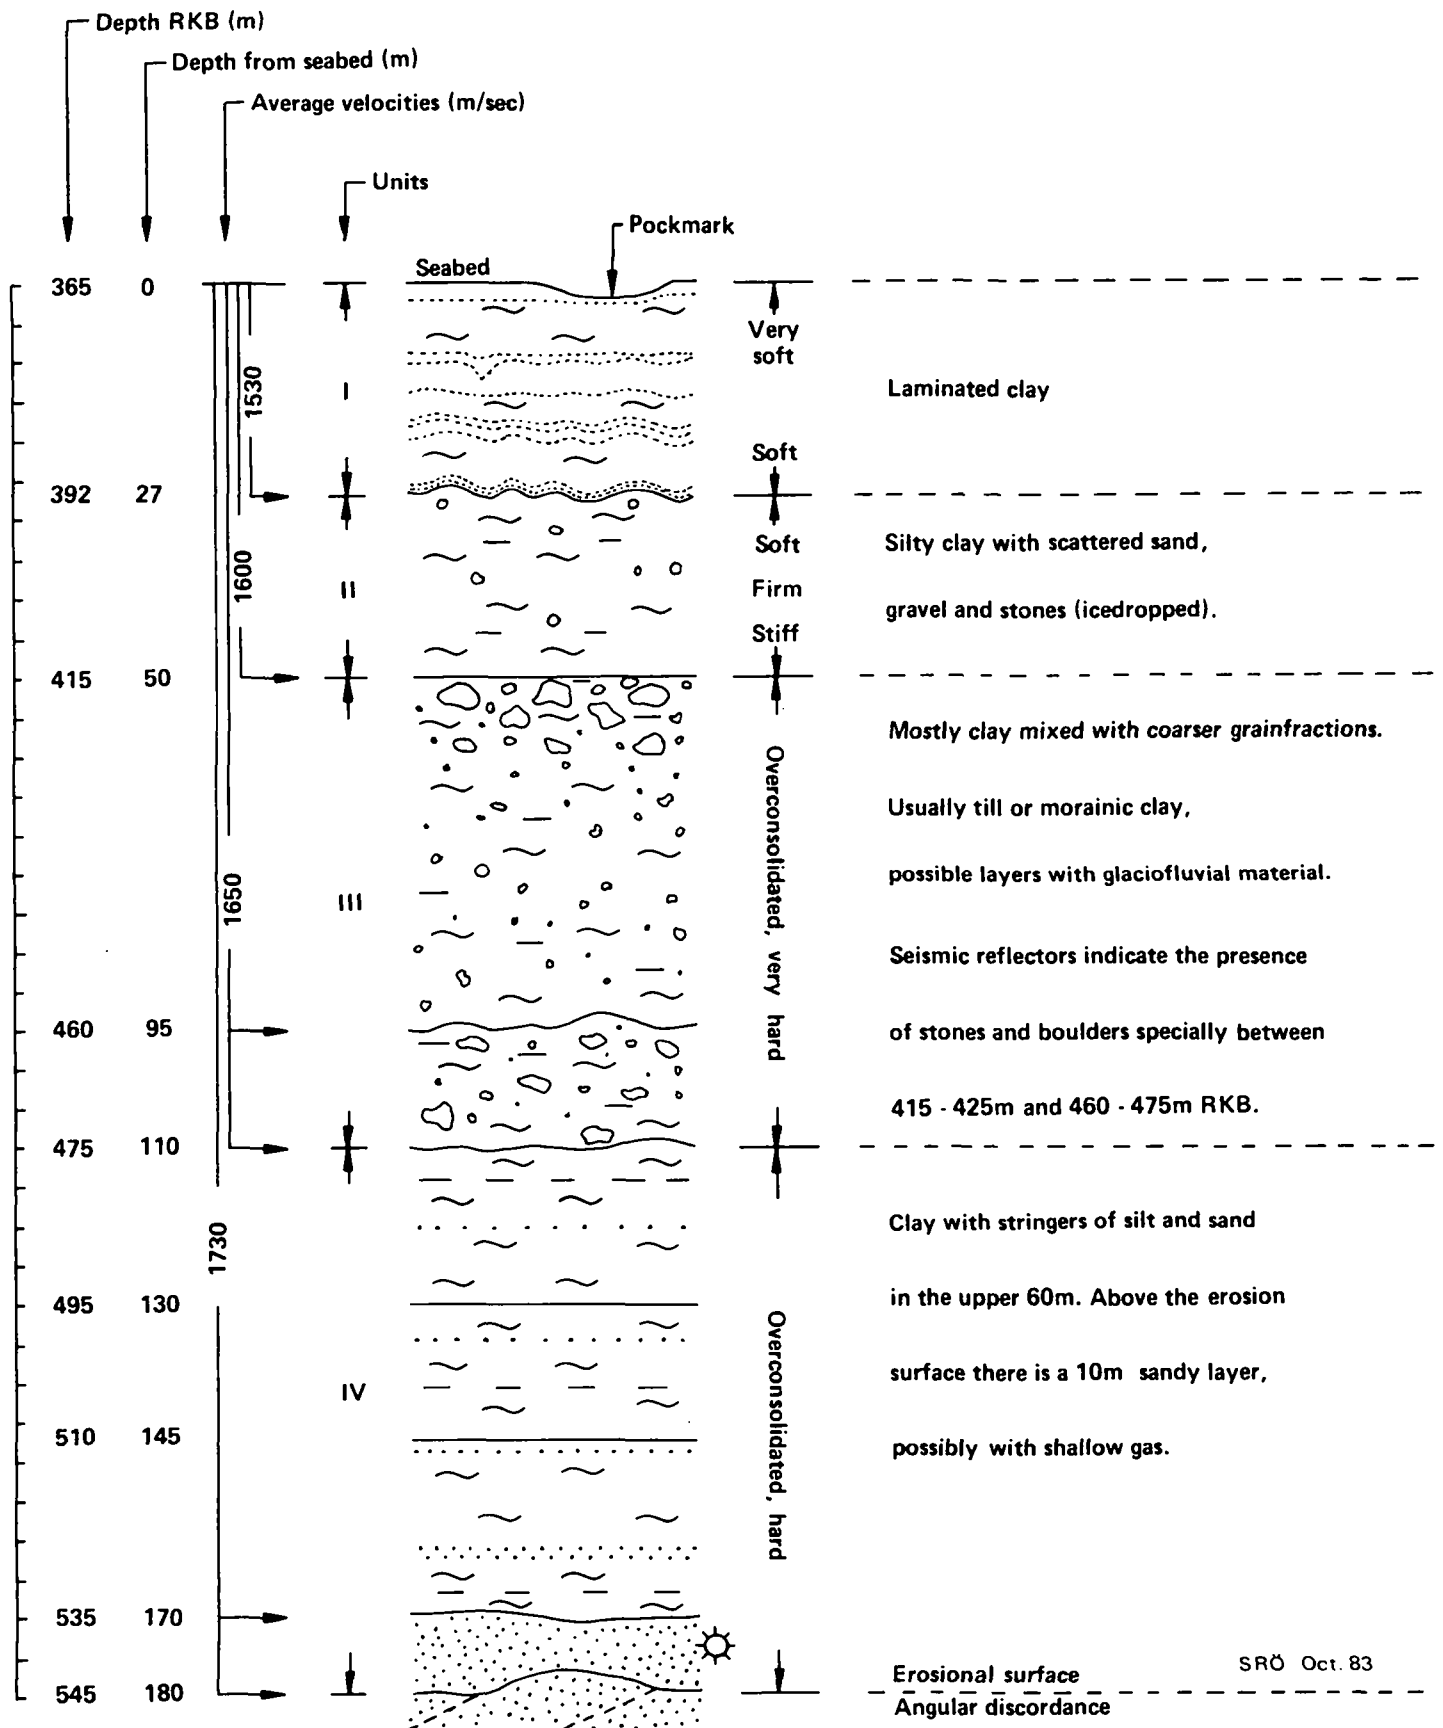 Depth RKB (m)
Depth from seabed (m)
Average velocities (m/sec)
Units
Pockmark
Seabed
365 0
Very
soft
1530
I
Laminated clay
Soft
392 27
Soft
Silty clay with scattered sand,
1600
II
Firm
gravel and stones (icedropped).
Stiff
415 50
Mostly clay mixed with coarser grainfractions.
Overconsolidated, very hard
Usually till or morainic clay,
possible layers with glaciofluvial material.
1650
III
Seismic reflectors indicate the presence
460 95
of stones and boulders specially between
415 - 425m and 460 - 475m RKB.
475 110
Clay with stringers of silt and sand
1730
495 130
in the upper 60m. Above the erosion
Overconsolidated, hard
surface there is a 10m sandy layer,
IV
510 145
possibly with shallow gas.
535 170
Erosional surface
SRÖ Oct. 83
545 180
Angular discordance